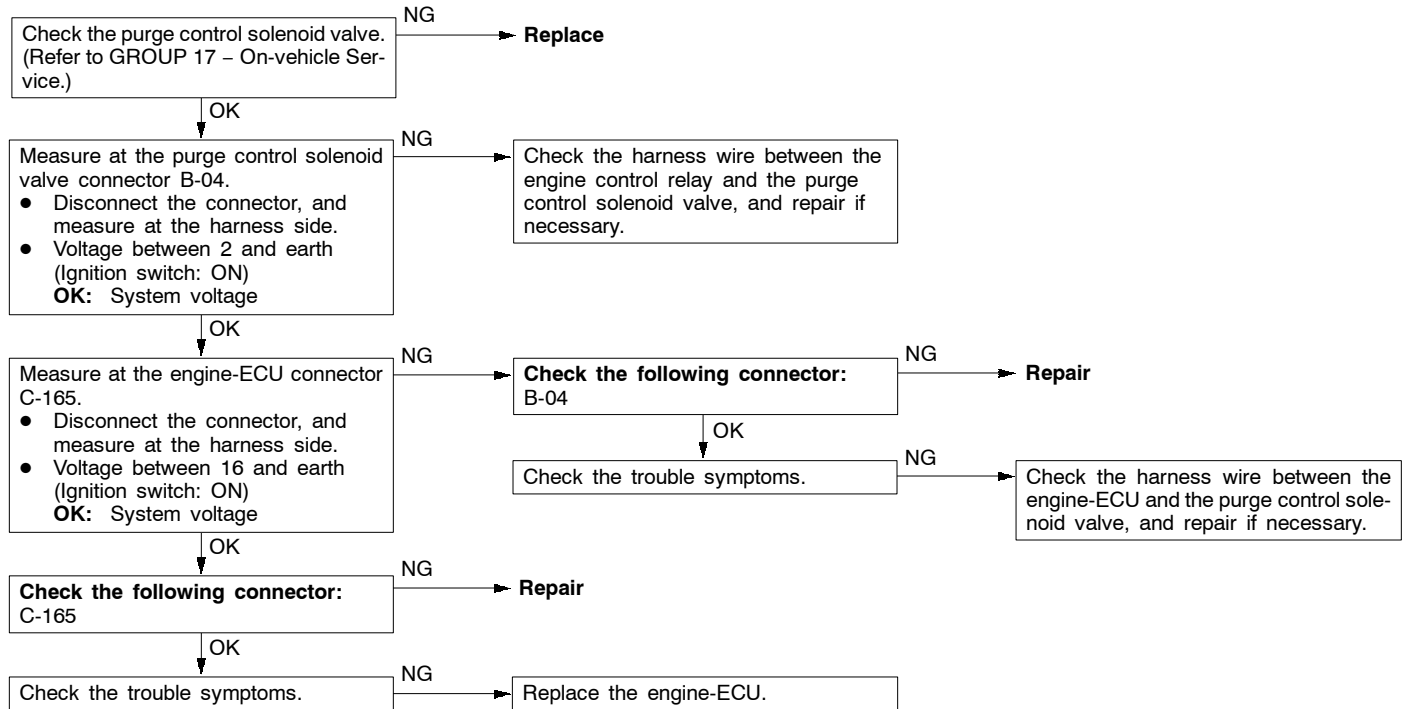 Check the purge control solenoid valve.
(Refer to GROUP 17 – On-vehicle Ser-
vice.)
NG
Replace
OK
Measure at the purge control solenoid
valve connector B-04.
● Disconnect the connector, and
measure at the harness side.
● Voltage between 2 and earth
(Ignition switch: ON)
OK: System voltage
NG
Check the harness wire between the
engine control relay and the purge
control solenoid valve, and repair if
necessary.
OK
Measure at the engine-ECU connector
C-165.
● Disconnect the connector, and
measure at the harness side.
● Voltage between 16 and earth
(Ignition switch: ON)
OK: System voltage
NG
Check the following connector:
B-04
NG
Repair
OK
Check the trouble symptoms.
NG
Check the harness wire between the
engine-ECU and the purge control sole-
noid valve, and repair if necessary.
OK
Check the following connector:
C-165
NG
Repair
OK
Check the trouble symptoms.
NG
Replace the engine-ECU.